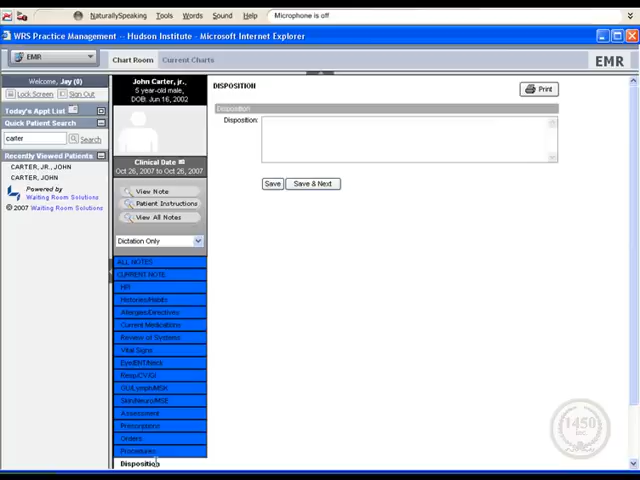 NaturallySpeaking Tools Words Sound Help Microphone is off
WRS Practice Management -- Hudson Institute - Microsoft Internet Explorer
EMR Chart Room Current Charts EMR
Welcome, Jay (0)
Lock Screen Sign Out
Today's Appt List
Quick Patient Search
carter Search
Recently Viewed Patients
CARTER, JR., JOHN
CARTER, JOHN
Powered by
Waiting Room Solutions
© 2007 Waiting Room Solutions
John Carter, jr.,
5 year-old male,
DOB: Jun 16, 2002
Clinical Date
Oct 26, 2007 to Oct 26, 2007
View Note
Patient Instructions
View All Notes
Dictation Only
ALL NOTES
CURRENT NOTE
HPI
Histories/Habits
Allergies/Directives
Current Medications
Review of Systems
Vital Signs
Eye/ENT/Neck
Resp/CV/GI
GU/Lymph/MSK
Skin/Neuro/MSE
Assessment
Prescriptions
Orders
Procedures
Disposition
DISPOSITION
Print
Disposition
Disposition:
Save Save & Next
1450
inc.